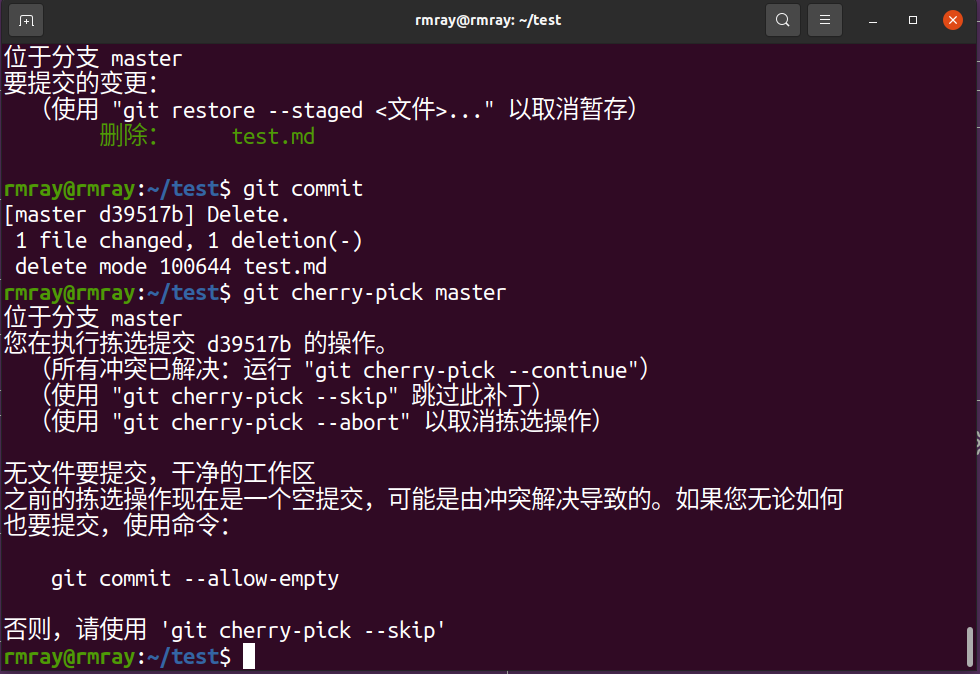 rmray@rmray: ~/test
位于分支 master
要提交的变更：
（使用 "git restore --staged <文件>..." 以取消暂存）
删除： test.md
rmray@rmray:~/test$ git commit
[master d39517b] Delete.
1 file changed, 1 deletion(-)
delete mode 100644 test.md
rmray@rmray:~/test$ git cherry-pick master
位于分支 master
您在执行拣选提交 d39517b 的操作。
（所有冲突已解决：运行 "git cherry-pick --continue"）
（使用 "git cherry-pick --skip" 跳过此补丁）
（使用 "git cherry-pick --abort" 以取消拣选操作）
无文件要提交，干净的工作区
之前的拣选操作现在是一个空提交，可能是由冲突解决导致的。如果您无论如何
也要提交，使用命令：
git commit --allow-empty
否则，请使用 'git cherry-pick --skip'
rmray@rmray:~/test$